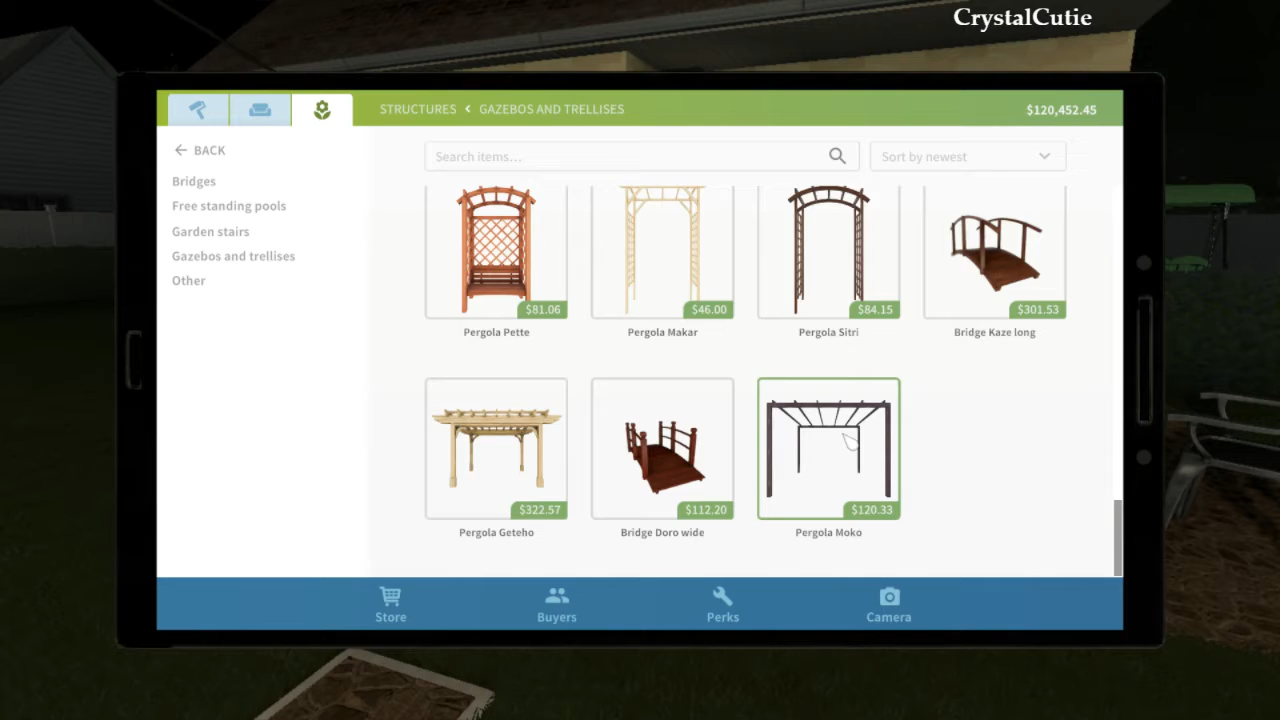 CrystalCutie
STRUCTURES < GAZEBOS AND TRELLISES
$120,452.45
BACK
Search items...
Sort by newest
Bridges
Free standing pools
Garden stairs
Gazebos and trellises
Other
$81.06
$46.00
$84.15
$301.53
Pergola Pette
Pergola Makar
Pergola Sitri
Bridge Kaze long
$322.57
$112.20
$120.33
Pergola Geteho
Bridge Doro wide
Pergola Moko
Store
Buyers
Perks
Camera